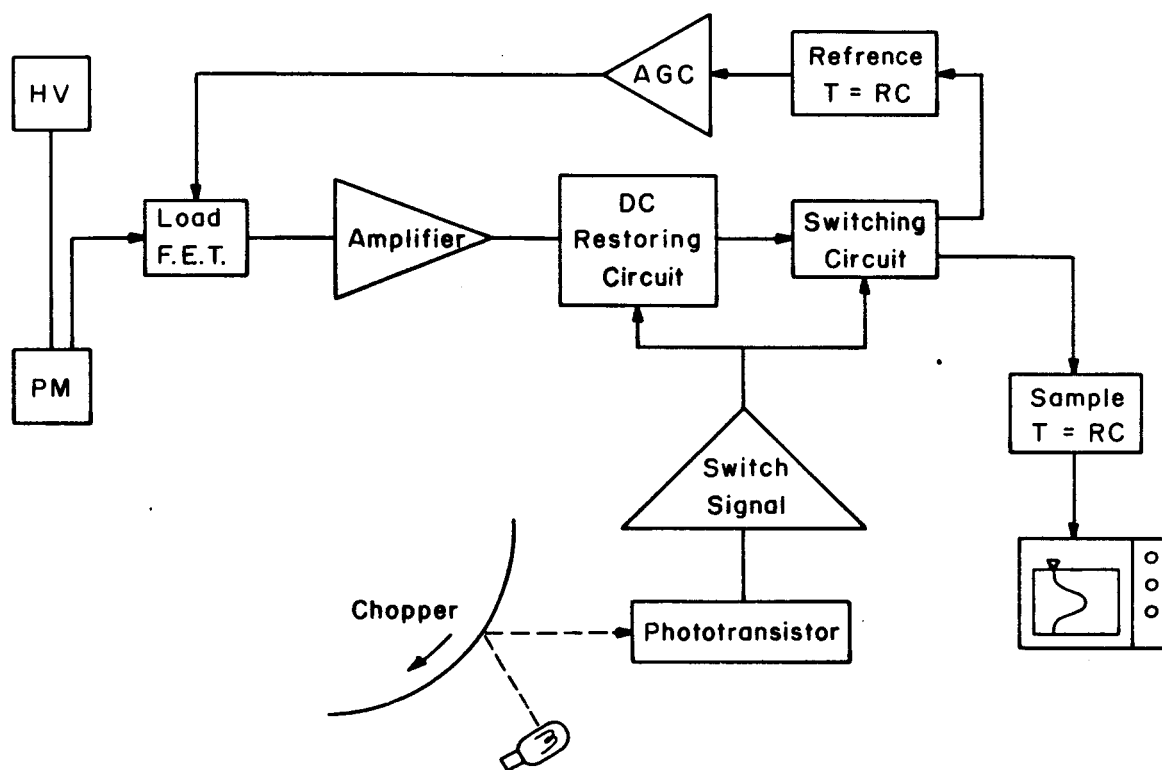 HV
AGC
Refrence
T = RC
Load
F.E.T.
Amplifier
DC
Restoring
Circuit
Switching
Circuit
PM
Sample
T = RC
Switch
Signal
Chopper
Phototransistor